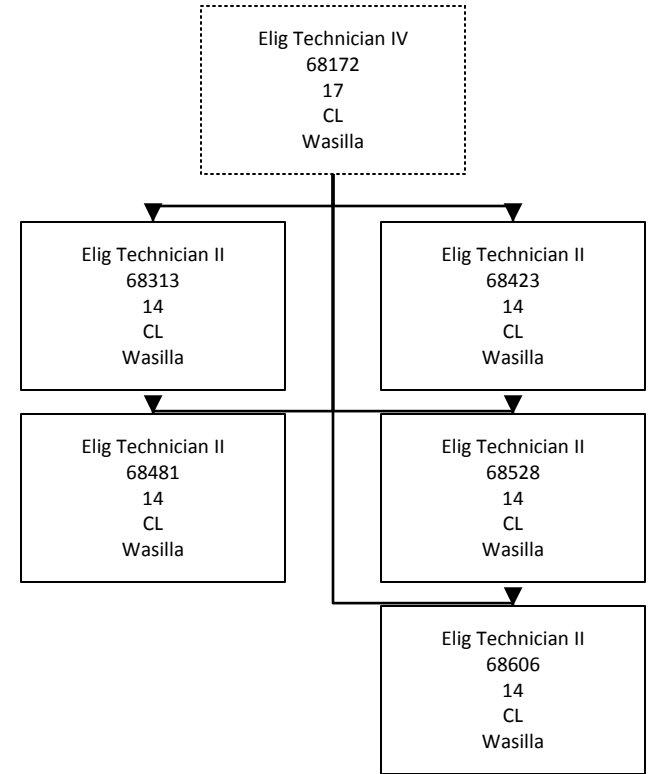 Elig Technician IV
68172
17
CL
Wasilla
Elig Technician II
68313
14
CL
Wasilla
Elig Technician II
68423
14
CL
Wasilla
Elig Technician II
68481
14
CL
Wasilla
Elig Technician II
68528
14
CL
Wasilla
Elig Technician II
68606
14
CL
Wasilla